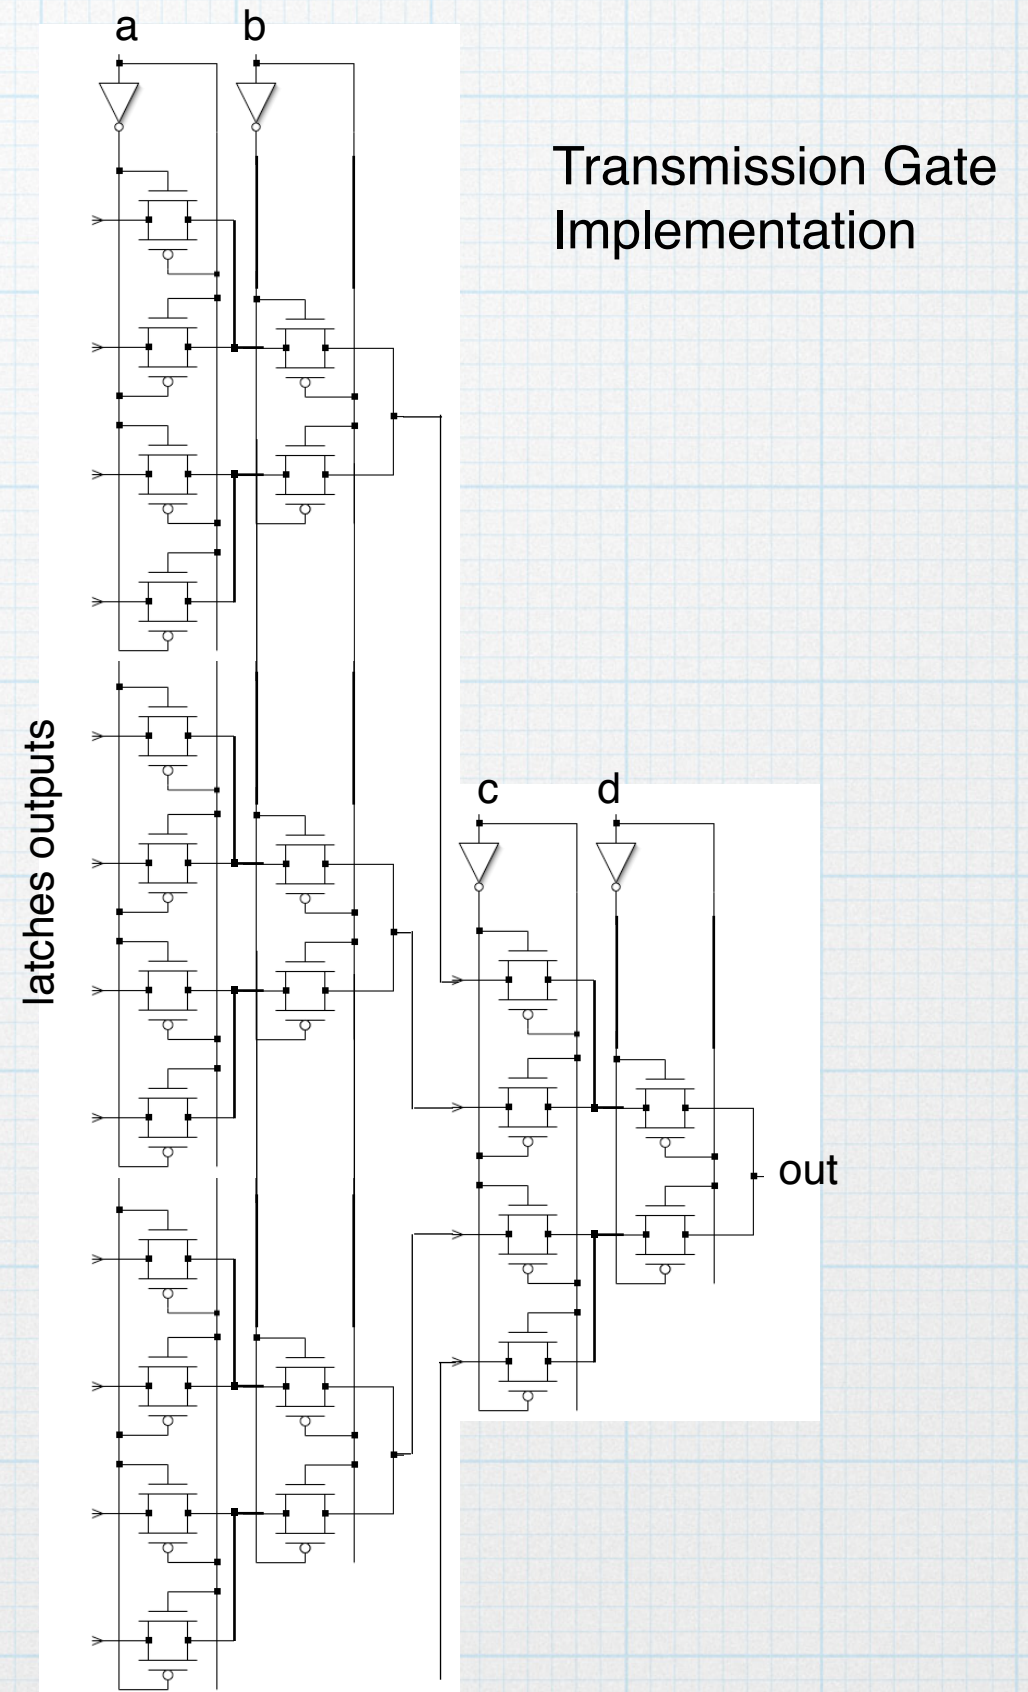 a b
Transmission Gate
Implementation
latches outputs
c d
out